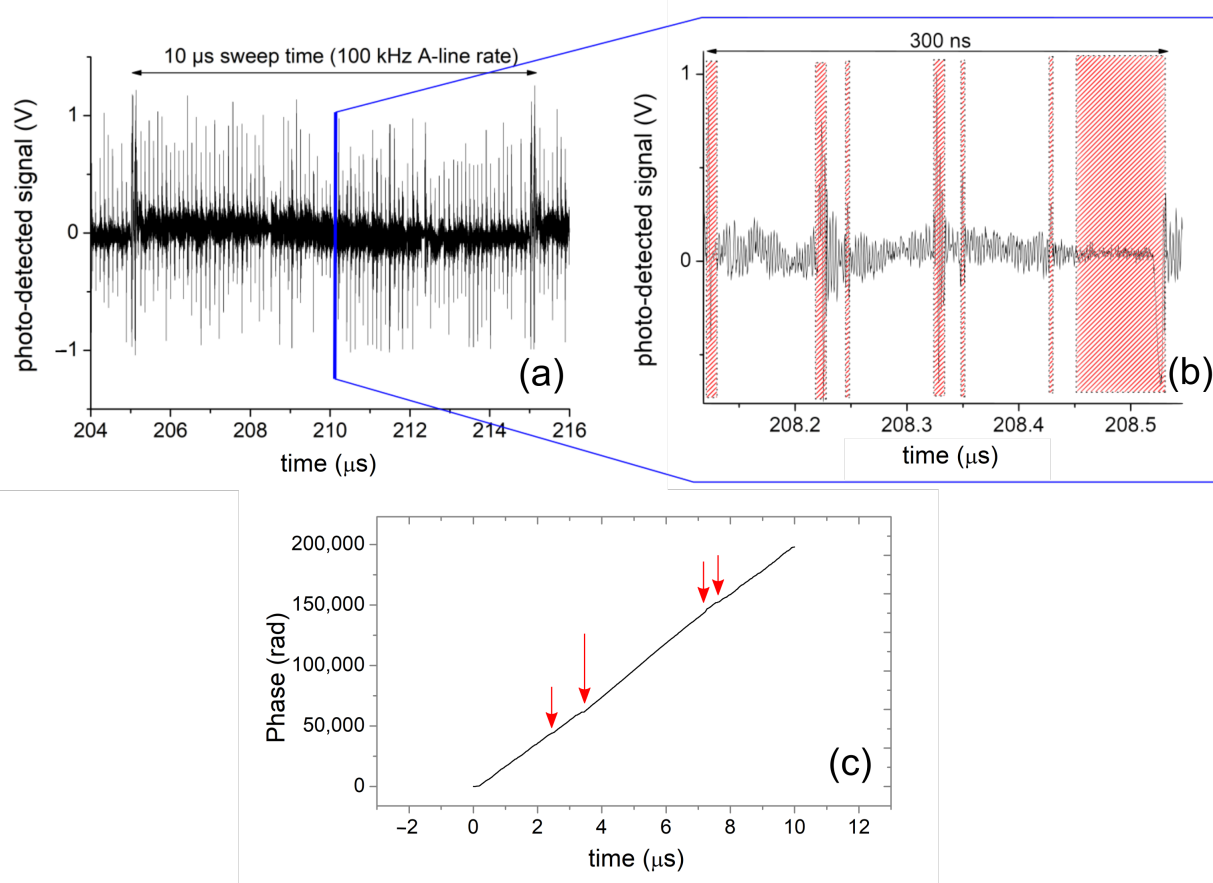 10 µs sweep time (100 kHz A-line rate)
photo-detected signal (V)
1
0
−1
204 206 208 210 212 214 216
time (µs)
(a)
300 ns
photo-detected signal (V)
1
0
208.2 208.3 208.4 208.5
time (µs)
(b)
Phase (rad)
200,000
150,000
100,000
50,000
0
−2 0 2 4 6 8 10 12
time (µs)
(c)